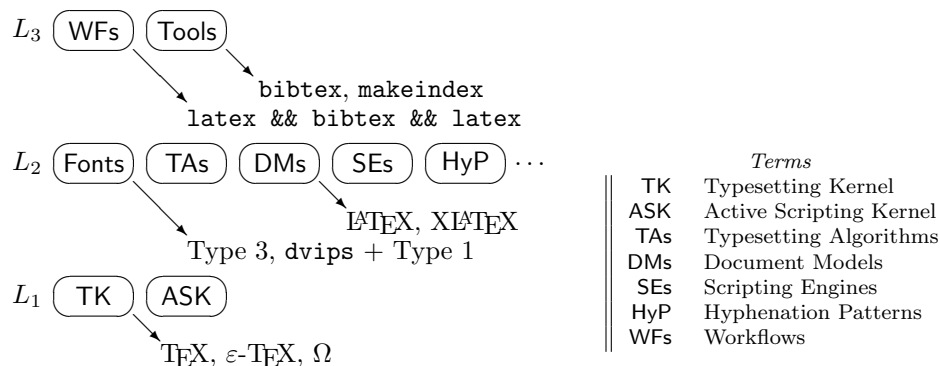 L3 WFs Tools
bibtex, makeindex
latex && bibtex && latex
L2 Fonts TAs DMs SEs HyP ...
LATEX, XLATEX
Type 3, dvips + Type 1
L1 TK ASK
TEX, ε-TEX, Ω
Terms
TK Typesetting Kernel
ASK Active Scripting Kernel
TAs Typesetting Algorithms
DMs Document Models
SEs Scripting Engines
HyP Hyphenation Patterns
WFs Workflows